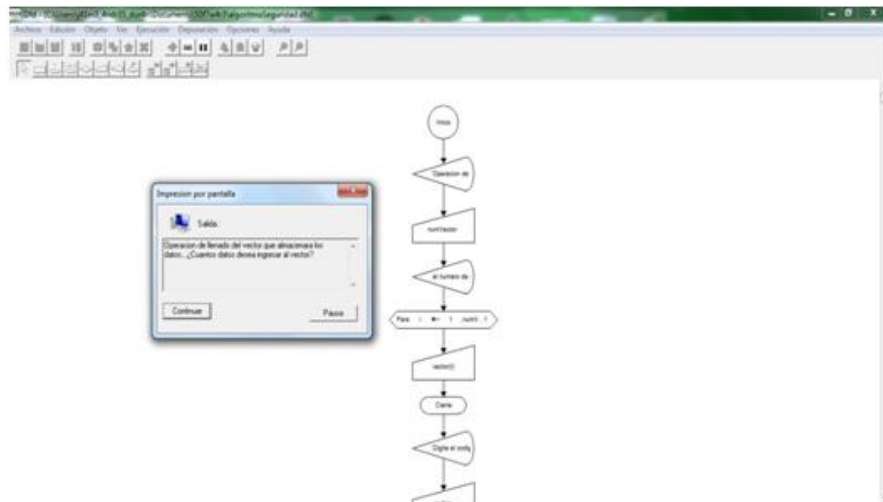 Archivo Edición Objeto Ver Ejecución Depuración Opciones Ayuda
Inicio
Operacion de
Impresion por pantalla
Salida:
Operacion de llenado del vector que almacenara los
datos.. ¿Cuantos datos desea ingresar al vector?
Continuar
Pausa
numVector
el numero de
Para i ← 1
vector(i)
Cierre
Digite el codig